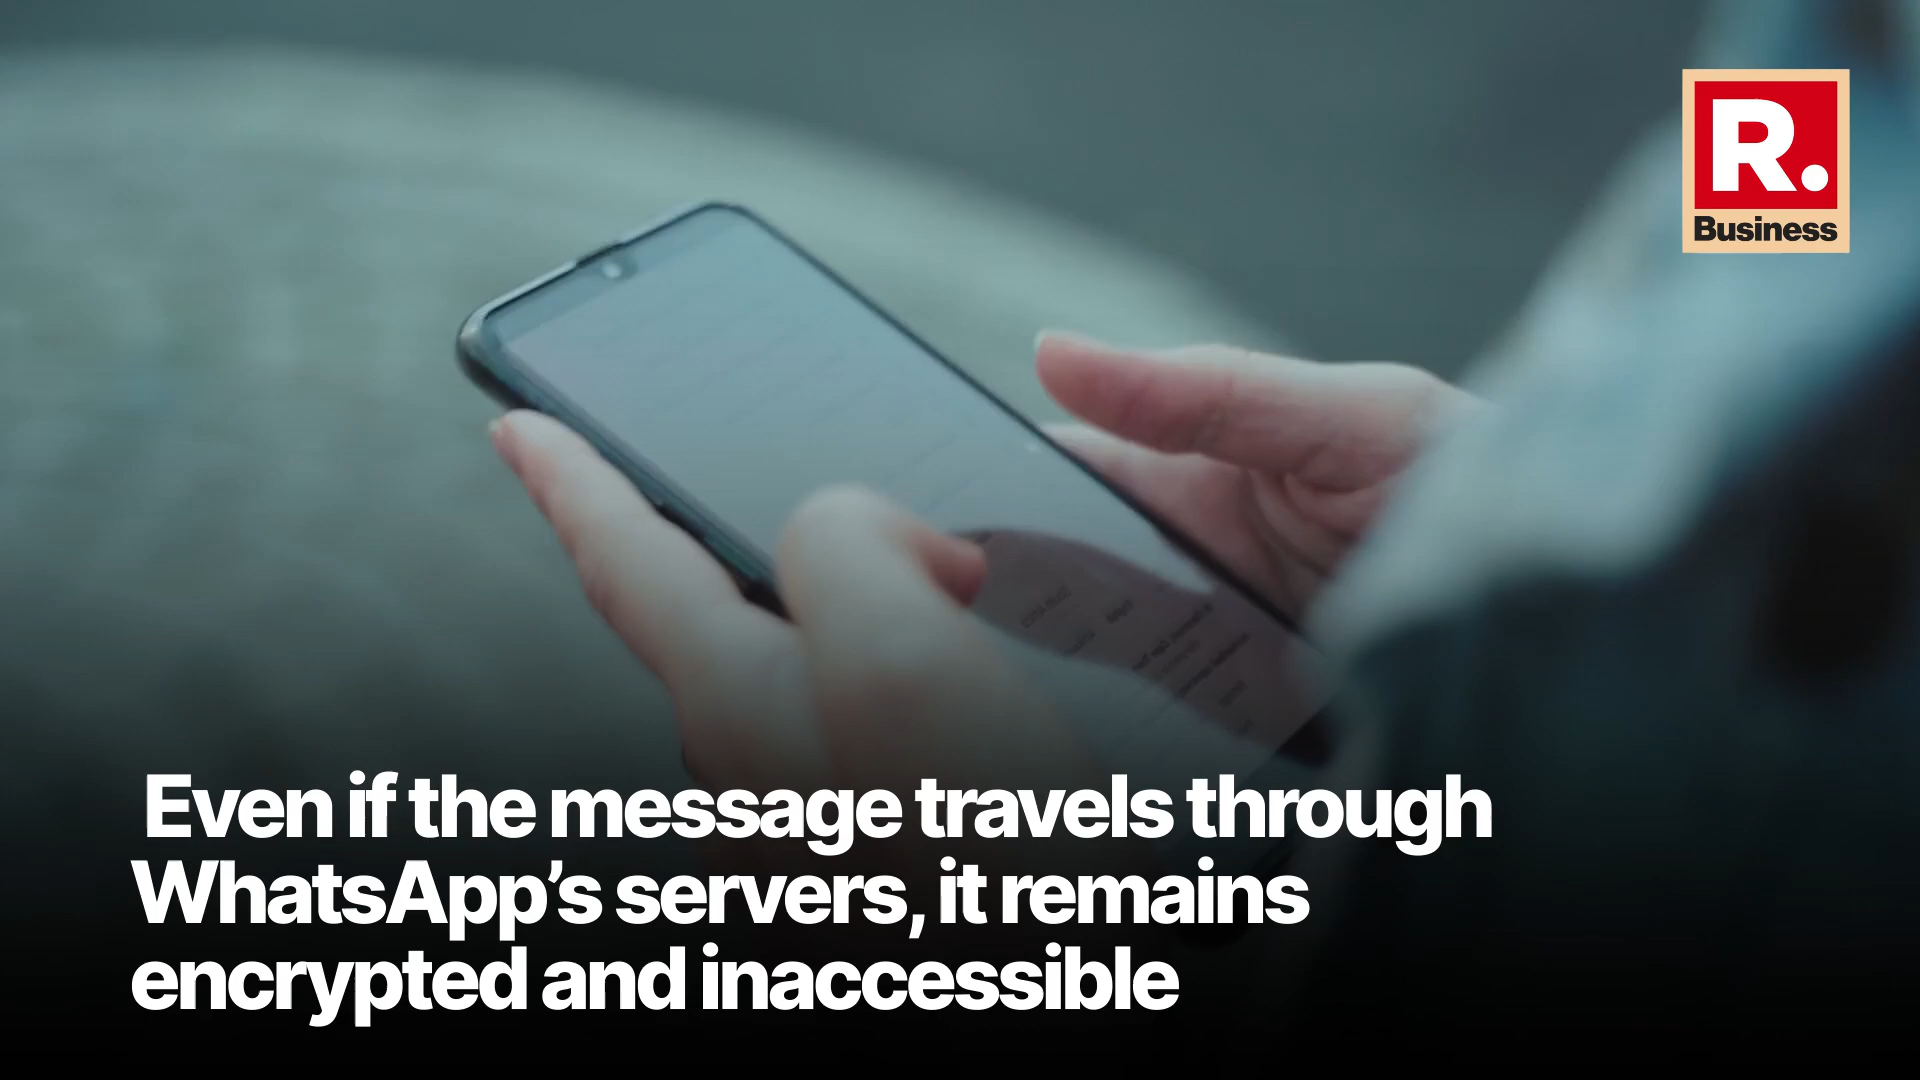 R.
Business
Even if the message travels through
WhatsApp’s servers, it remains
encrypted and inaccessible